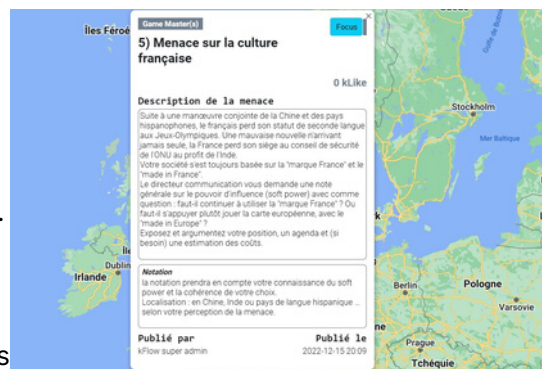 Game Master(s)
Focus
×
5) Menace sur la culture
française
0 kLike
Description de la menace
Suite à une manœuvre conjointe de la Chine et des pays
hispanophones, le français perd son statut de seconde langue
aux Jeux-Olympiques. Une mauvaise nouvelle n'arrivant
jamais seule, la France perd son siège au conseil de sécurité
de l'ONU au profit de l'Inde.
Votre société s'est toujours basée sur la "marque France" et le
"made in France".
Le directeur communication vous demande une note
générale sur le pouvoir d'influence (soft power) avec comme
question : faut-il continuer à utiliser la "marque France" ? Ou
faut-il s'appuyer plutôt jouer la carte européenne, avec le
"made in Europe" ?
Exposez et argumentez votre position, un agenda et (si
besoin) une estimation des coûts.
Notation
la notation prendra en compte votre connaissance du soft
power et la cohérence de votre choix.
Localisation : en Chine, Inde ou pays de langue hispanique ...
selon votre perception de la menace.
Publié par
Publié le
kFlow super admin
2022-12-15 20:09
Îles Féroé
Irlande
Dublin
Stockholm
Mer Baltique
Berlin
Pologne
Varsovie
Prague
Tchéquie
s